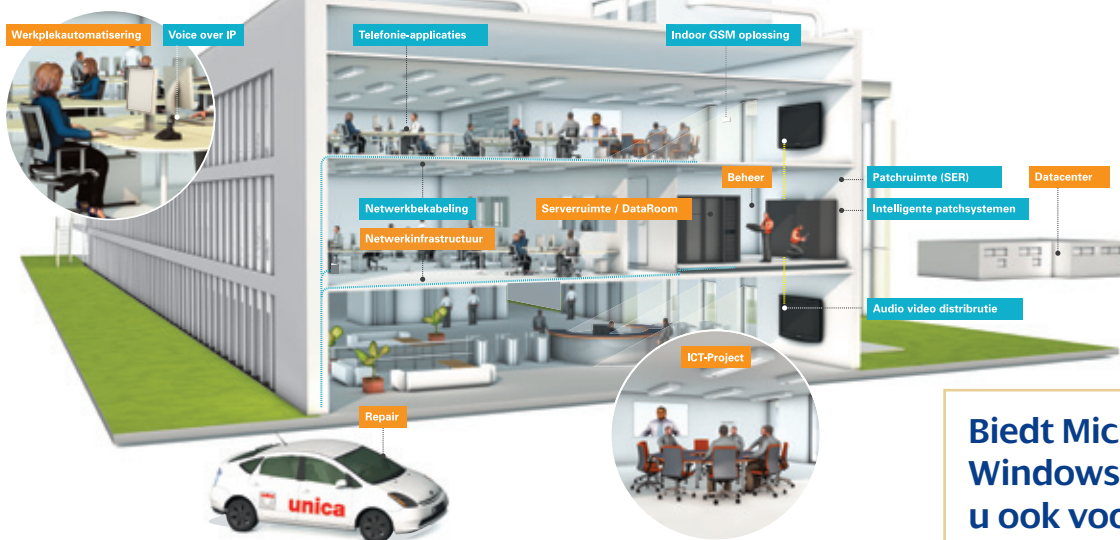 Werkplekautomatisering
Voice over IP
Telefonie-applicaties
Indoor GSM oplossing
Beheer
Patchruimte (SER)
Datacenter
Netwerkbekabeling
Serverruimte / DataRoom
Intelligente patchsystemen
Netwerkinfrastructuur
Audio video distribrutie
ICT-Project
Repair
unica
Biedt Mic
Windows
u ook voo